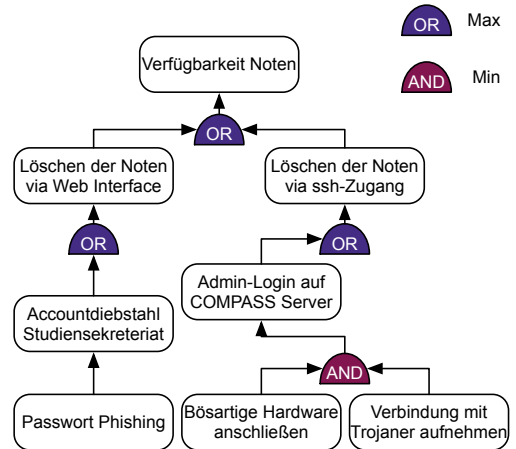 OR
Max
AND
Min
Verfügbarkeit Noten
OR
Löschen der Noten
via Web Interface
Löschen der Noten
via ssh-Zugang
OR
OR
Admin-Login auf
COMPASS Server
Accountdiebstahl
Studiensekreteriat
AND
Passwort Phishing
Bösartige Hardware
anschließen
Verbindung mit
Trojaner aufnehmen